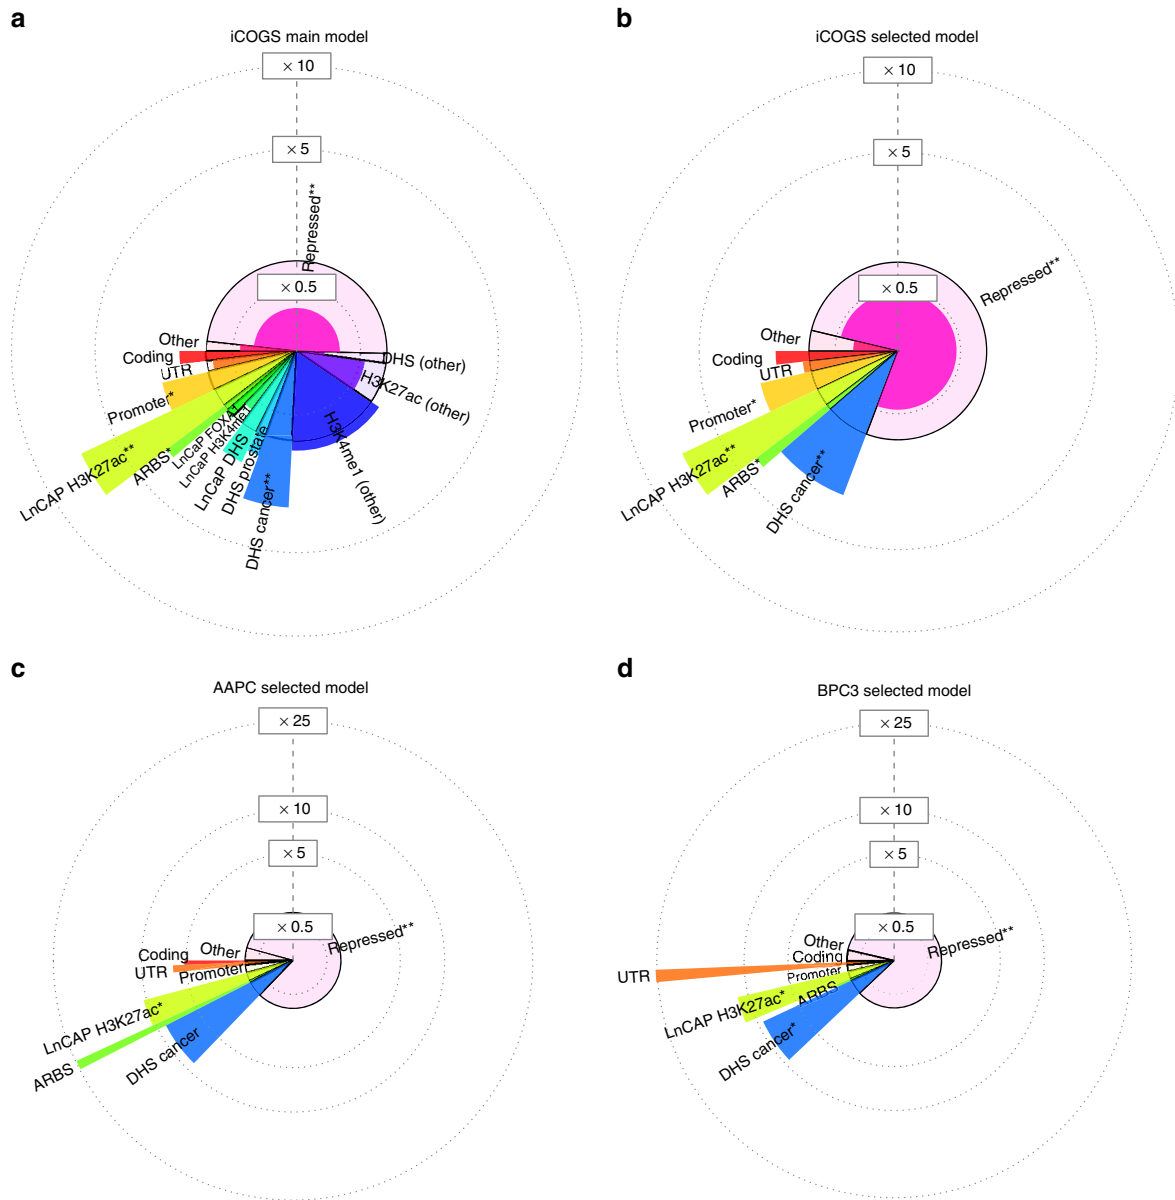 a
iCOGS main model
× 10
× 5
Repressed**
× 0.5
Other
Coding
UTR
Promoter*
LnCAP H3K27ac**
ARBS*
LnCaP FOXA1
LnCaP H3K4me1
LnCaP DHS
DHS prostate
DHS cancer**
H3K4me1 (other)
H3K27ac (other)
DHS (other)
b
iCOGS selected model
× 10
× 5
Repressed**
× 0.5
Other
Coding
UTR
Promoter*
LnCAP H3K27ac**
ARBS*
DHS cancer**
c
AAPC selected model
× 25
× 10
× 5
× 0.5
Repressed**
Other
Coding
UTR
Promoter
LnCAP H3K27ac*
ARBS
DHS cancer
d
BPC3 selected model
× 25
× 10
× 5
× 0.5
Repressed**
Other
Coding
UTR
Promoter
ARBS
LnCAP H3K27ac*
DHS cancer*